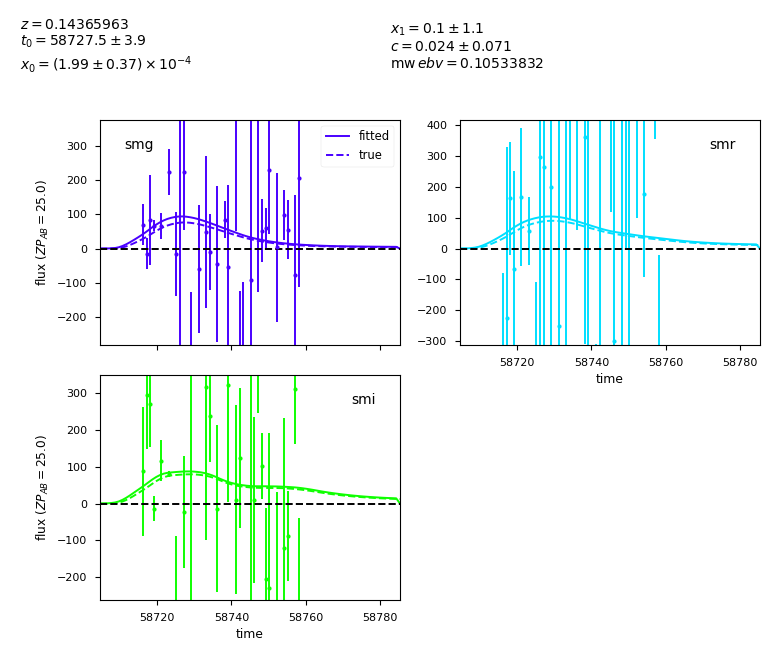 z = 0.14365963
t₀ = 58727.5 ± 3.9
x₀ = (1.99 ± 0.37) × 10⁻⁴
x₁ = 0.1 ± 1.1
c = 0.024 ± 0.071
mw ebv = 0.10533832
smg
fitted
true
300
200
100
0
−100
−200
flux (ZP_AB = 25.0)
smr
400
300
200
100
0
−100
−200
−300
58720 58740 58760 58780
time
smi
300
200
100
0
−100
−200
flux (ZP_AB = 25.0)
58720 58740 58760 58780
time